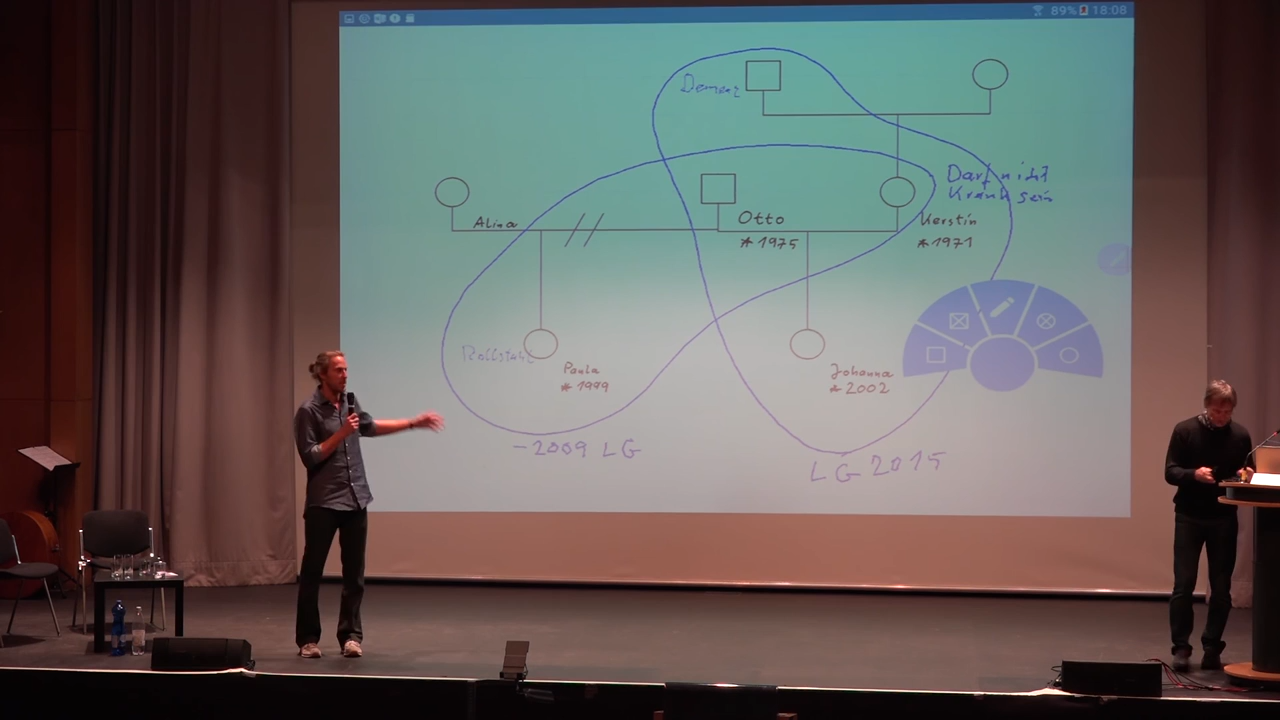 89% 18:08
Demenz
Darf nicht
Krank sein
Alina
Otto
*1975
Kerstin
*1971
Rollstuhl
Paula
*1999
Johanna
*2002
-2009 LG
LG 2015